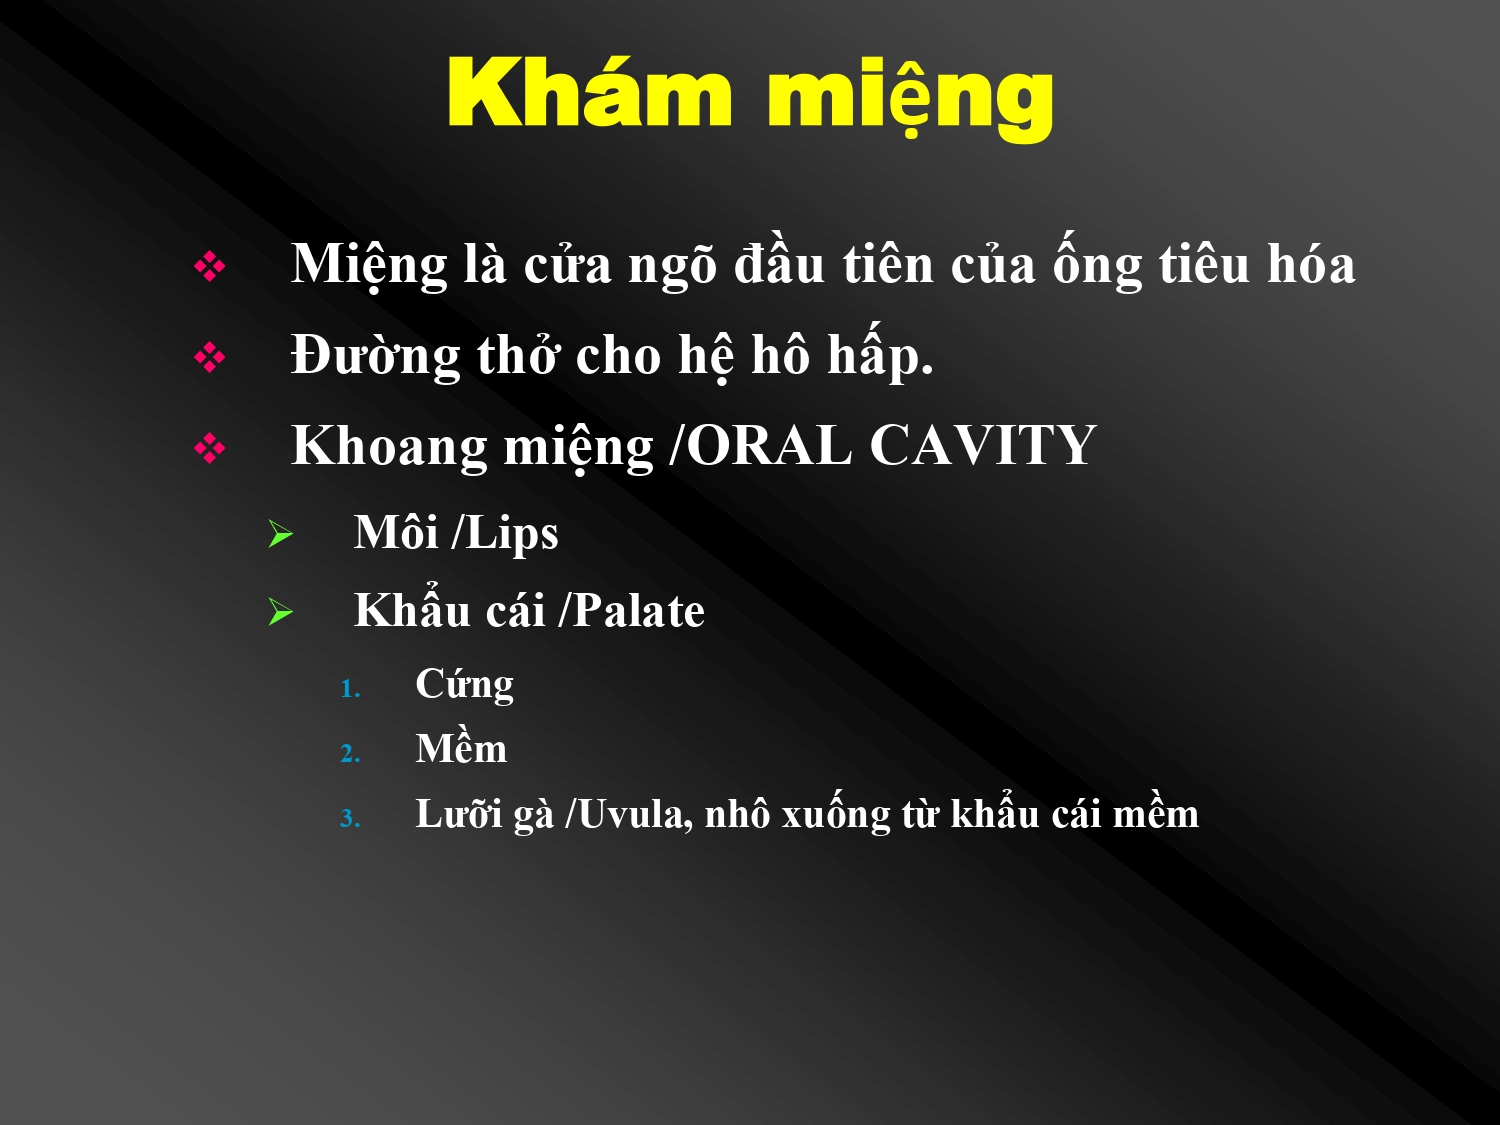 Khám miệng
❖ Miệng là cửa ngõ đầu tiên của ống tiêu hóa
❖ Đường thở cho hệ hô hấp.
❖ Khoang miệng /ORAL CAVITY
➢ Môi /Lips
➢ Khẩu cái /Palate
1. Cứng
2. Mềm
3. Lưỡi gà /Uvula, nhô xuống từ khẩu cái mềm